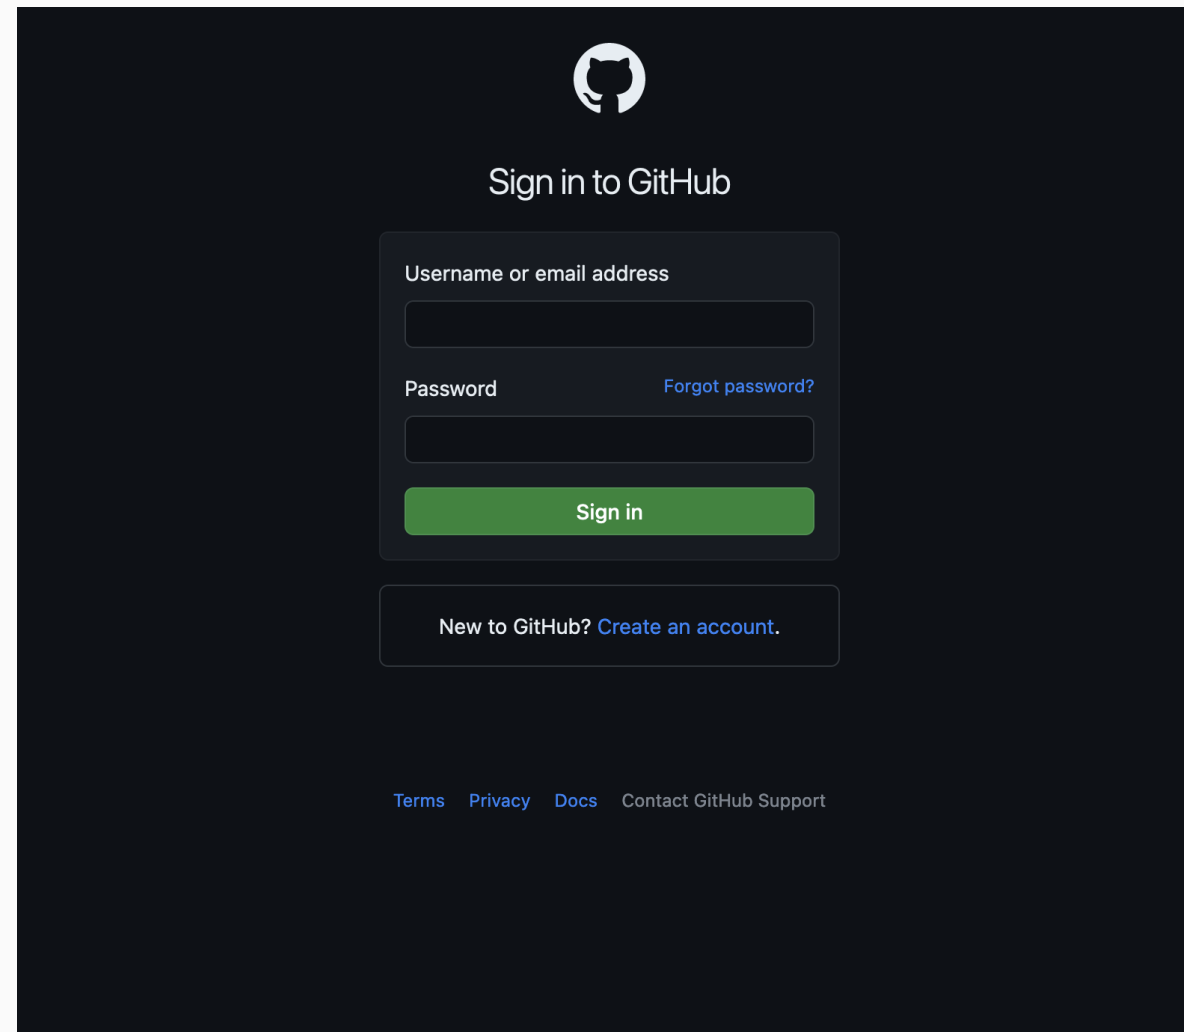 Sign in to GitHub
Username or email address
Password Forgot password?
Sign in
New to GitHub? Create an account.
Terms Privacy Docs Contact GitHub Support